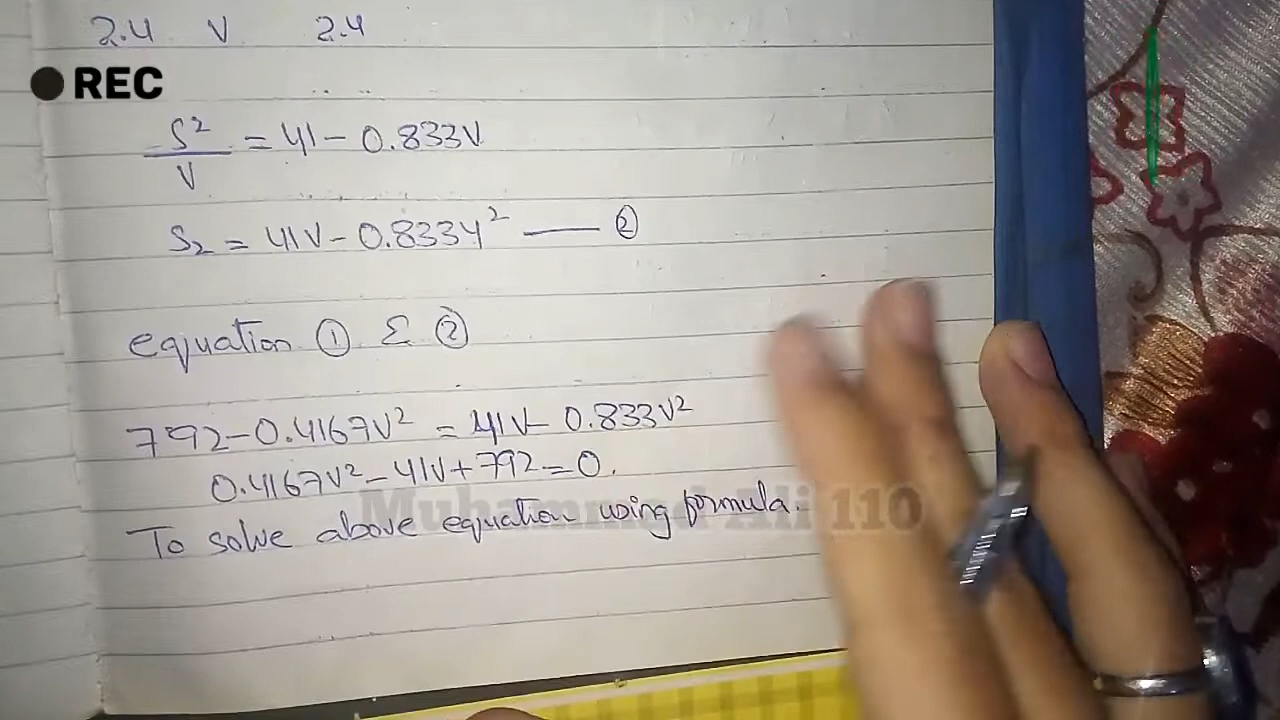 2.4 V 2.4
REC
S²/V = 41 - 0.833V
S₂ = 41V - 0.833V² —— ②
equation ① & ②
792 - 0.4167V² = 41V - 0.833V²
0.4167V² - 41V + 792 = 0.
Muhammad Ali 110
To solve above equation using formula.